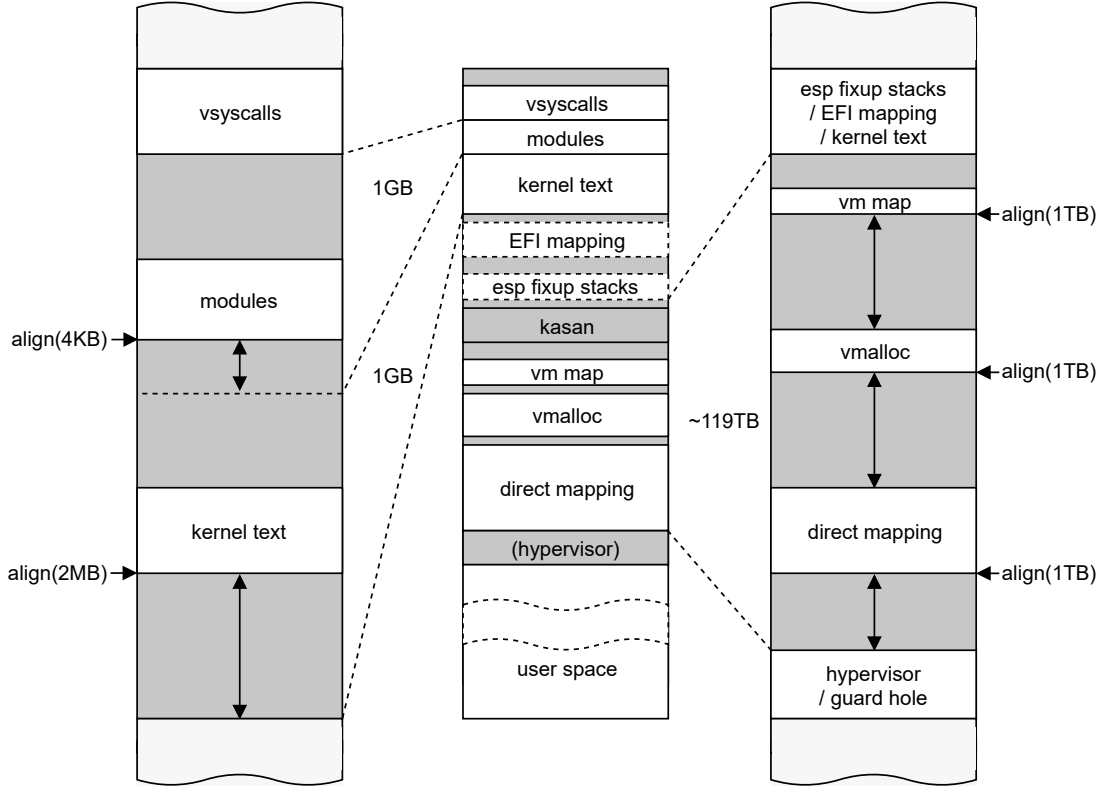 vsyscalls
1GB
modules
align(4KB)
1GB
kernel text
align(2MB)
vsyscalls
modules
kernel text
EFI mapping
esp fixup stacks
kasan
vm map
vmalloc
direct mapping
(hypervisor)
user space
~119TB
esp fixup stacks
/ EFI mapping
/ kernel text
vm map
align(1TB)
vmalloc
align(1TB)
direct mapping
align(1TB)
hypervisor
/ guard hole